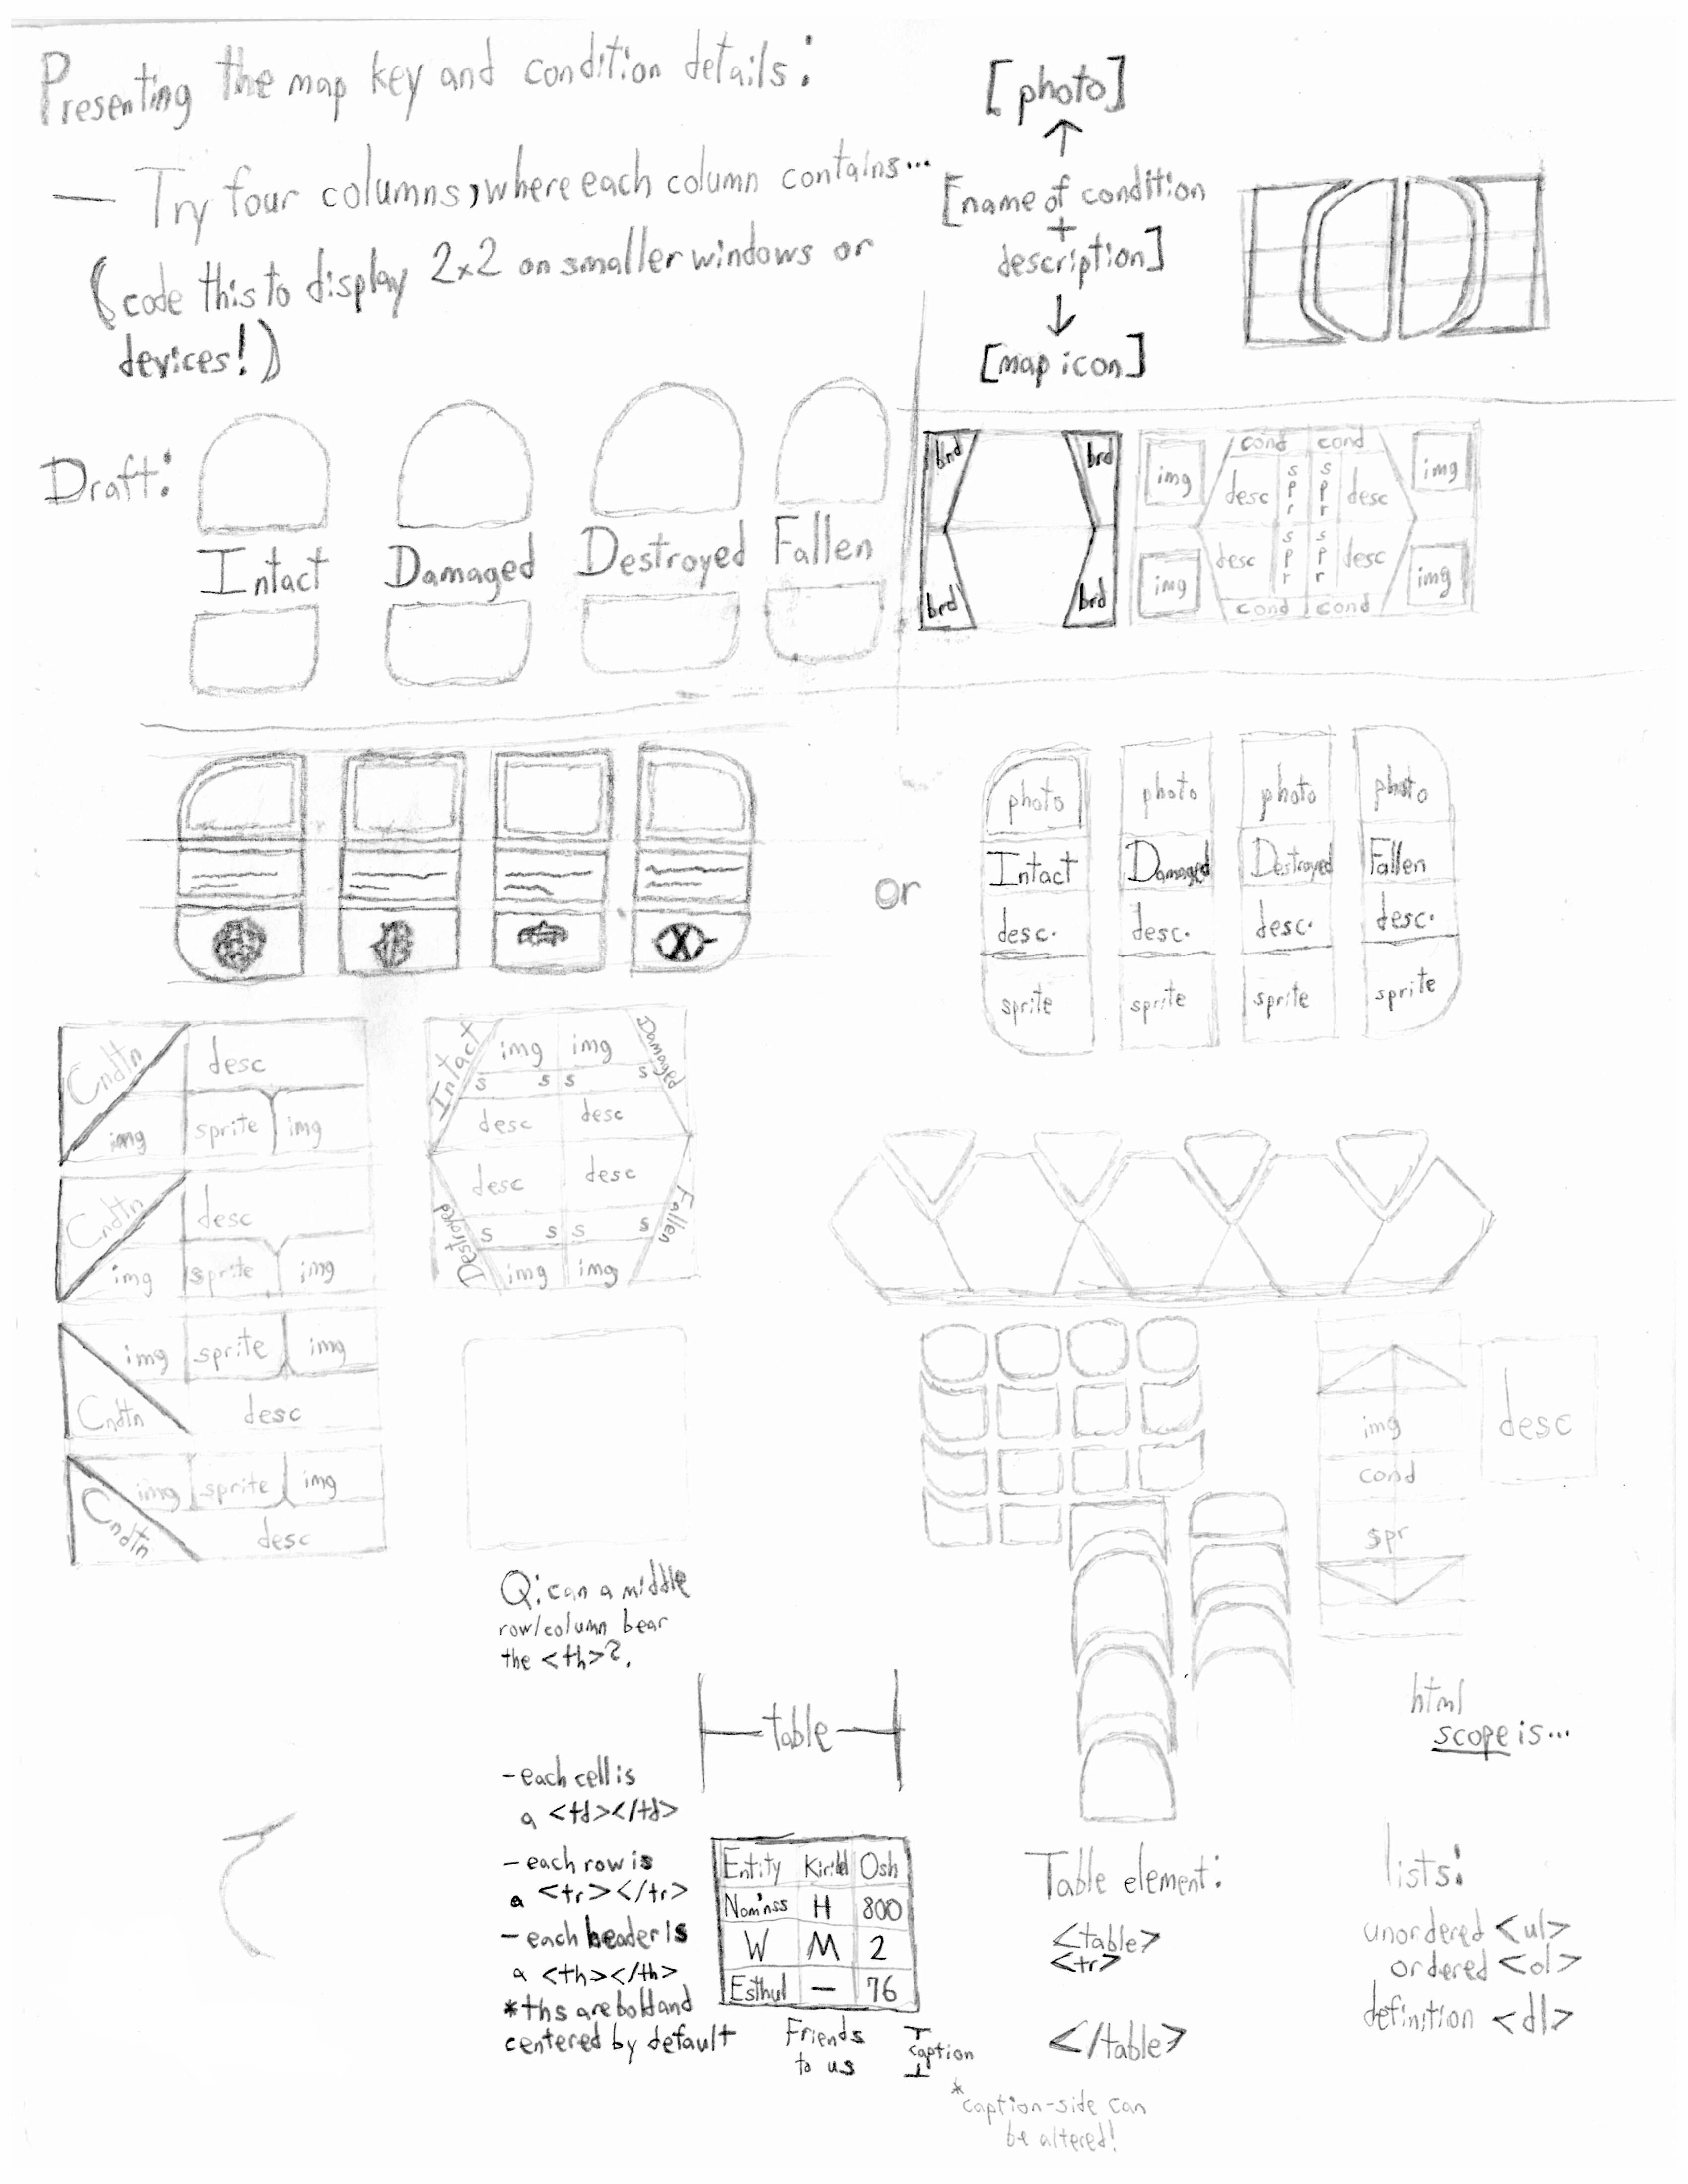 Presenting the map key and condition details:
— Try four columns, where each column contains...
(code this to display 2x2 on smaller windows or
devices!)
[photo]
↑
[name of condition
+
description]
↓
[map icon]
Draft:
Intact Damaged Destroyed Fallen
brd brd
brd brd
cond cond
img desc spr spr desc img
img desc spr spr desc img
cond cond
or
photo photo photo photo
Intact Damaged Destroyed Fallen
desc. desc. desc. desc.
sprite sprite sprite sprite
Cndtn desc
img sprite img
Cndtn desc
img sprite img
img sprite img
Cndtn desc
img sprite img
Cndtn desc
Intact img img Damaged
s s s s
desc desc
desc desc
s s s s
Destroyed img img Fallen
img
cond
spr
desc
Q: can a middle
row/column bear
the <th>?.
html
scope is...
table
- each cell is
a <td></td>
- each row is
a <tr></tr>
- each header is
a <th></th>
*ths are bold and
centered by default
Entity Osh
Nom'nss H 800
W M 2
Esthul — 76
Friends
to us
caption
*caption-side can
be altered!
Table element:
<table>
<tr>
</table>
lists:
unordered <ul>
ordered <ol>
definition <dl>